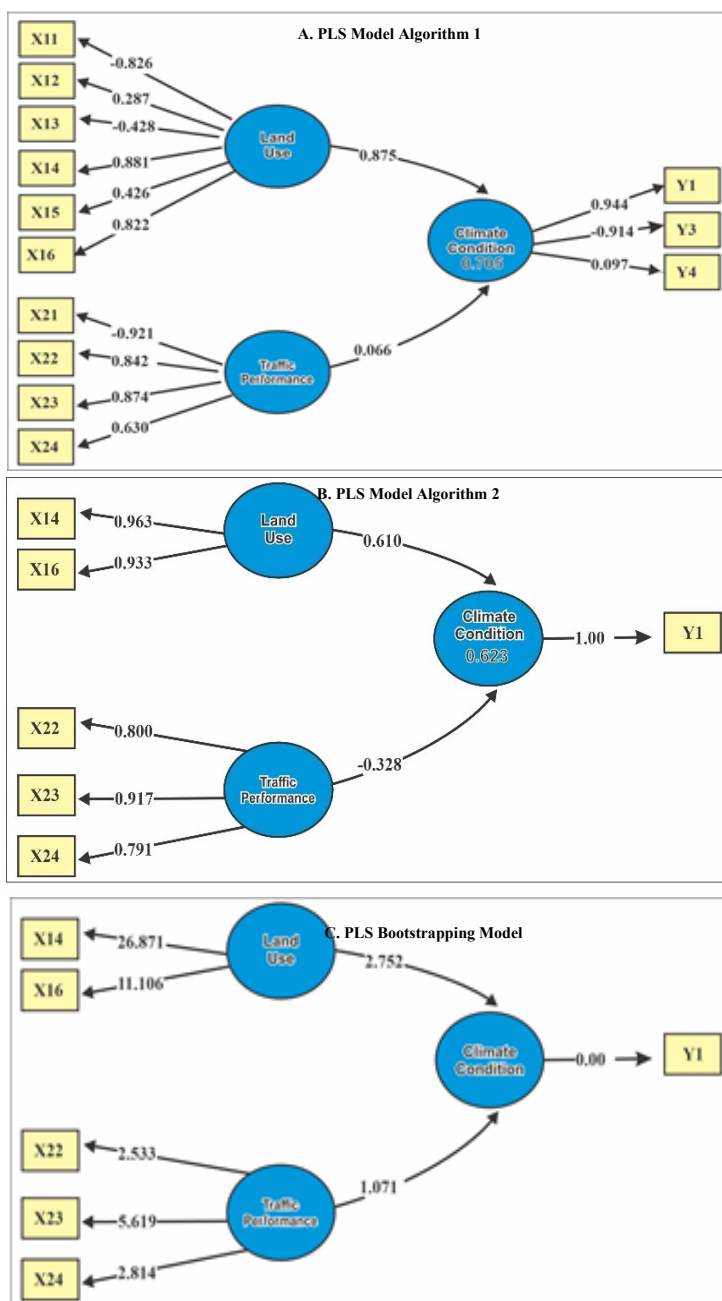 A. PLS Model Algorithm 1
X11
-0.826
X12
0.287
X13
-0.428
X14
0.881
X15
0.426
X16
0.822
Land
Use
0.875
Climate
Condition
0.705
0.944
Y1
-0.914
Y3
0.097
Y4
X21
-0.921
X22
0.842
X23
0.874
X24
0.630
Traffic
Performance
0.066
B. PLS Model Algorithm 2
X14
0.963
X16
0.933
Land
Use
0.610
Climate
Condition
0.623
1.00
Y1
X22
0.800
X23
0.917
X24
0.791
Traffic
Performance
-0.328
C. PLS Bootstrapping Model
X14
26.871
X16
11.106
Land
Use
2.752
Climate
Condition
0.00
Y1
X22
2.533
X23
5.619
X24
2.814
Traffic
Performance
1.071